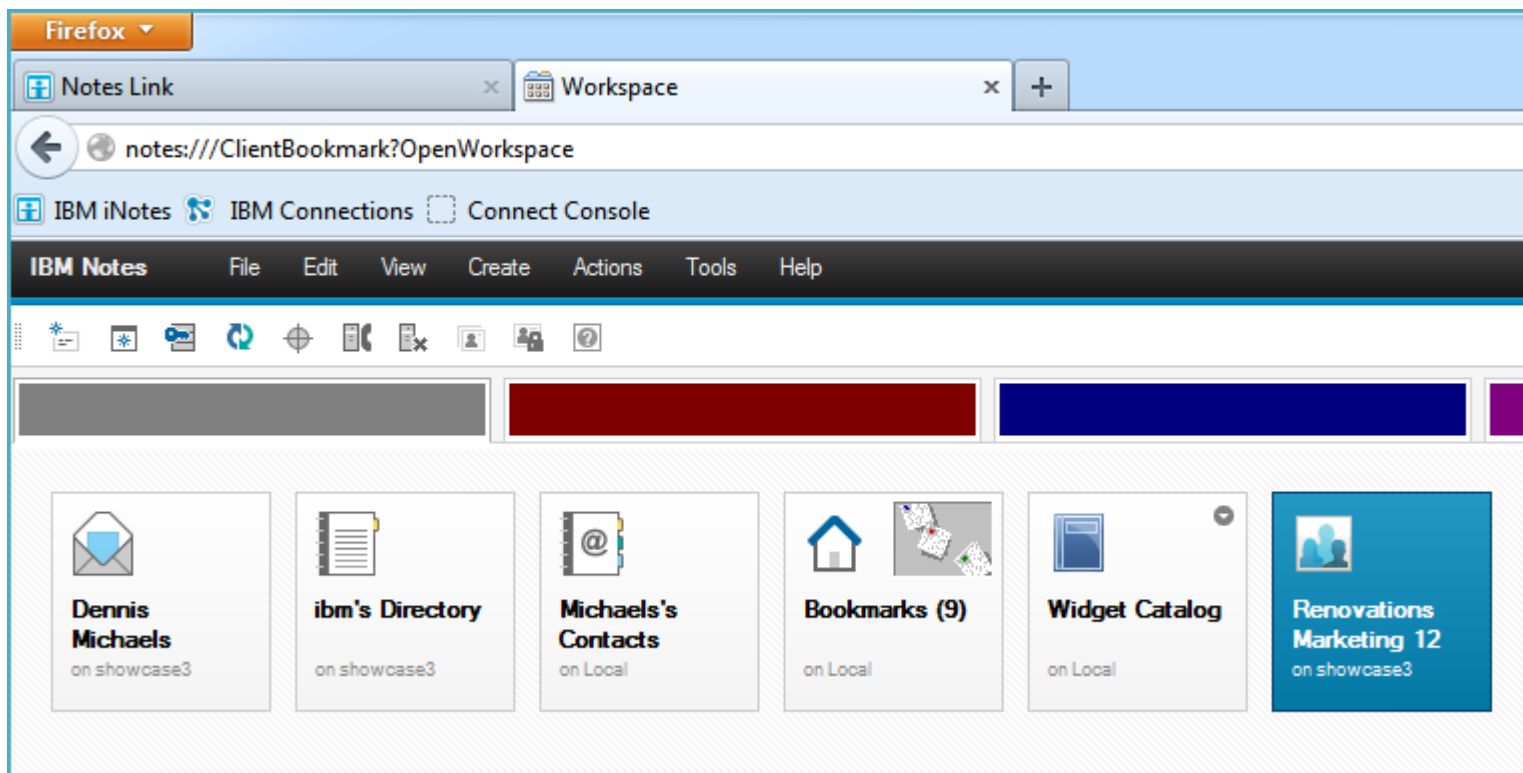 Firefox
Notes Link
Workspace
notes:///ClientBookmark?OpenWorkspace
IBM iNotes IBM Connections Connect Console
IBM Notes File Edit View Create Actions Tools Help
Dennis
Michaels
on showcase3
ibm's Directory
on showcase3
Michaels's
Contacts
on Local
Bookmarks (9)
on Local
Widget Catalog
on Local
Renovations
Marketing 12
on showcase3